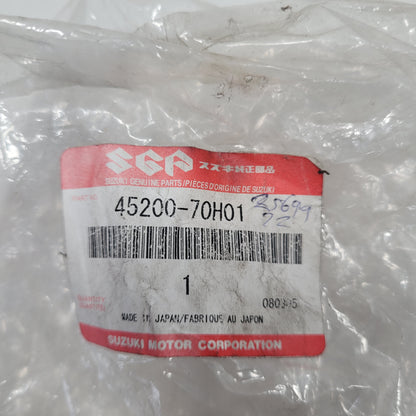 SGP スズキ純正部品
SUZUKI GENUINE PARTS/PIECES D'ORIGINE DE SUZUKI
45200-70H01
1
QUANTITY
MADE IN JAPAN/FABRIQUE AU JAPON
SUZUKI MOTOR CORPORATION